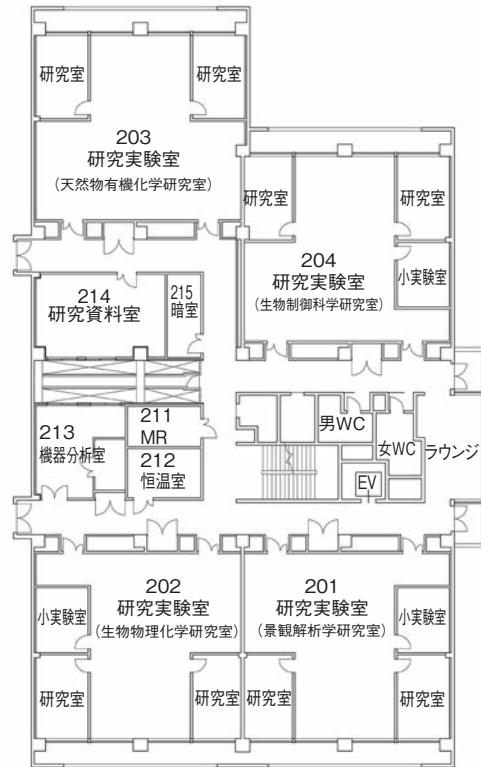 研究室
研究室
203
研究実験室
（天然物有機化学研究室）
研究室
研究室
204
研究実験室
（生物制御科学研究室）
小実験室
214
研究資料室
215
暗室
213
機器分析室
211
MR
212
恒温室
男WC
女WC
ラウンジ
EV
202
研究実験室
（生物物理化学研究室）
小実験室
研究室
研究室
201
研究実験室
（景観解析学研究室）
小実験室
研究室
研究室